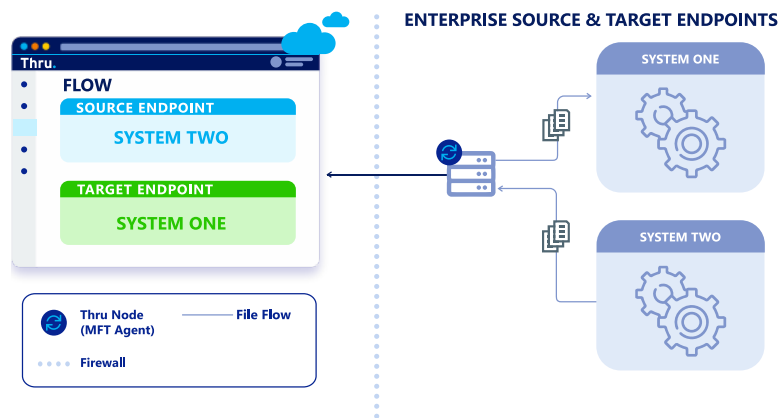 ENTERPRISE SOURCE & TARGET ENDPOINTS
Thru.
FLOW
SOURCE ENDPOINT
SYSTEM TWO
TARGET ENDPOINT
SYSTEM ONE
SYSTEM ONE
SYSTEM TWO
Thru Node
(MFT Agent)
File Flow
Firewall